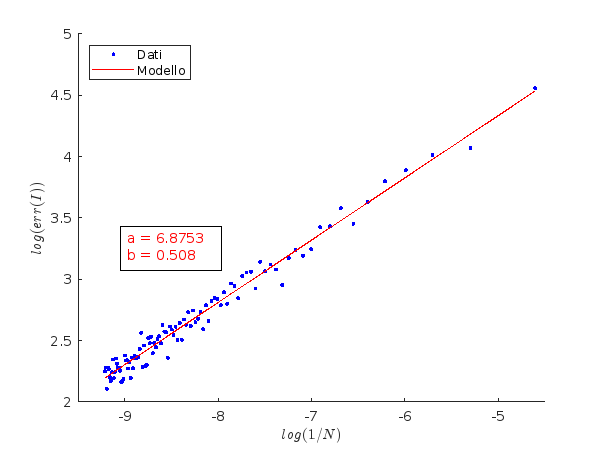 5
4.5
4
3.5
3
2.5
2
Dati
Modello
a = 6.8753
b = 0.508
log(err(I))
-9
-8
-7
-6
-5
log(1/N)